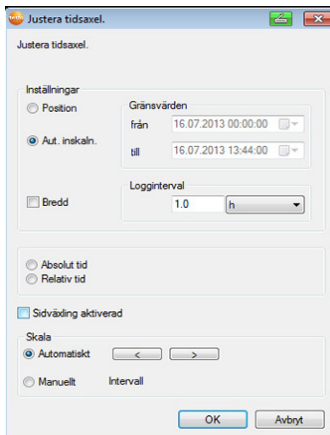 testo Justera tidsaxel.
Justera tidsaxel.
Inställningar
Position
Gränsvärden
från 16.07.2013 00:00:00
Aut. inskaln.
till 16.07.2013 13:44:00
Logginterval
Bredd
1.0 h
Absolut tid
Relativ tid
Sidväxling aktiverad
Skala
Automatiskt < >
Manuellt Intervall
OK Avbryt